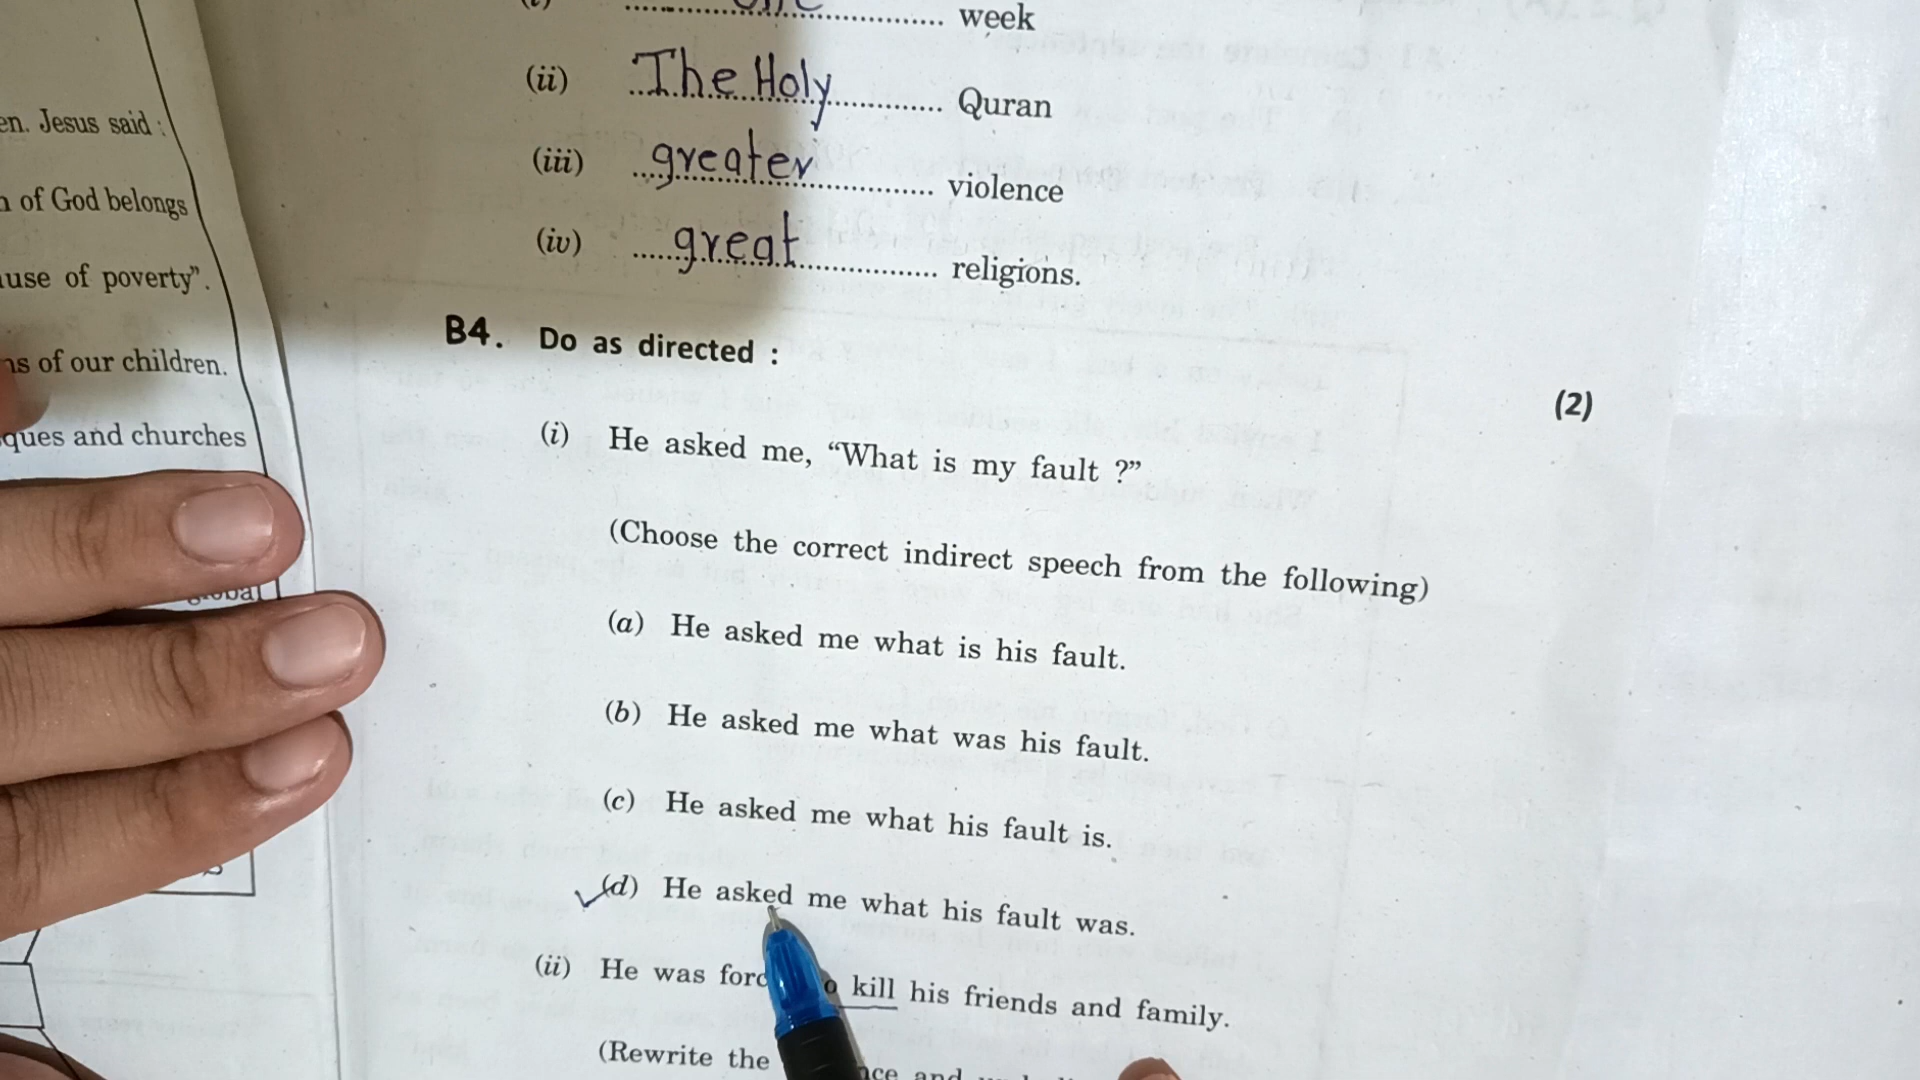 week
(ii) The Holy Quran
(iii) greater violence
(iv) great religions.
en. Jesus said :
of God belongs
use of poverty".
ns of our children.
ques and churches
global
B4. Do as directed :
(2)
(i) He asked me, “What is my fault ?”
(Choose the correct indirect speech from the following)
(a) He asked me what is his fault.
(b) He asked me what was his fault.
(c) He asked me what his fault is.
(d) He asked me what his fault was.
(ii) He was forc o kill his friends and family.
(Rewrite the nce and